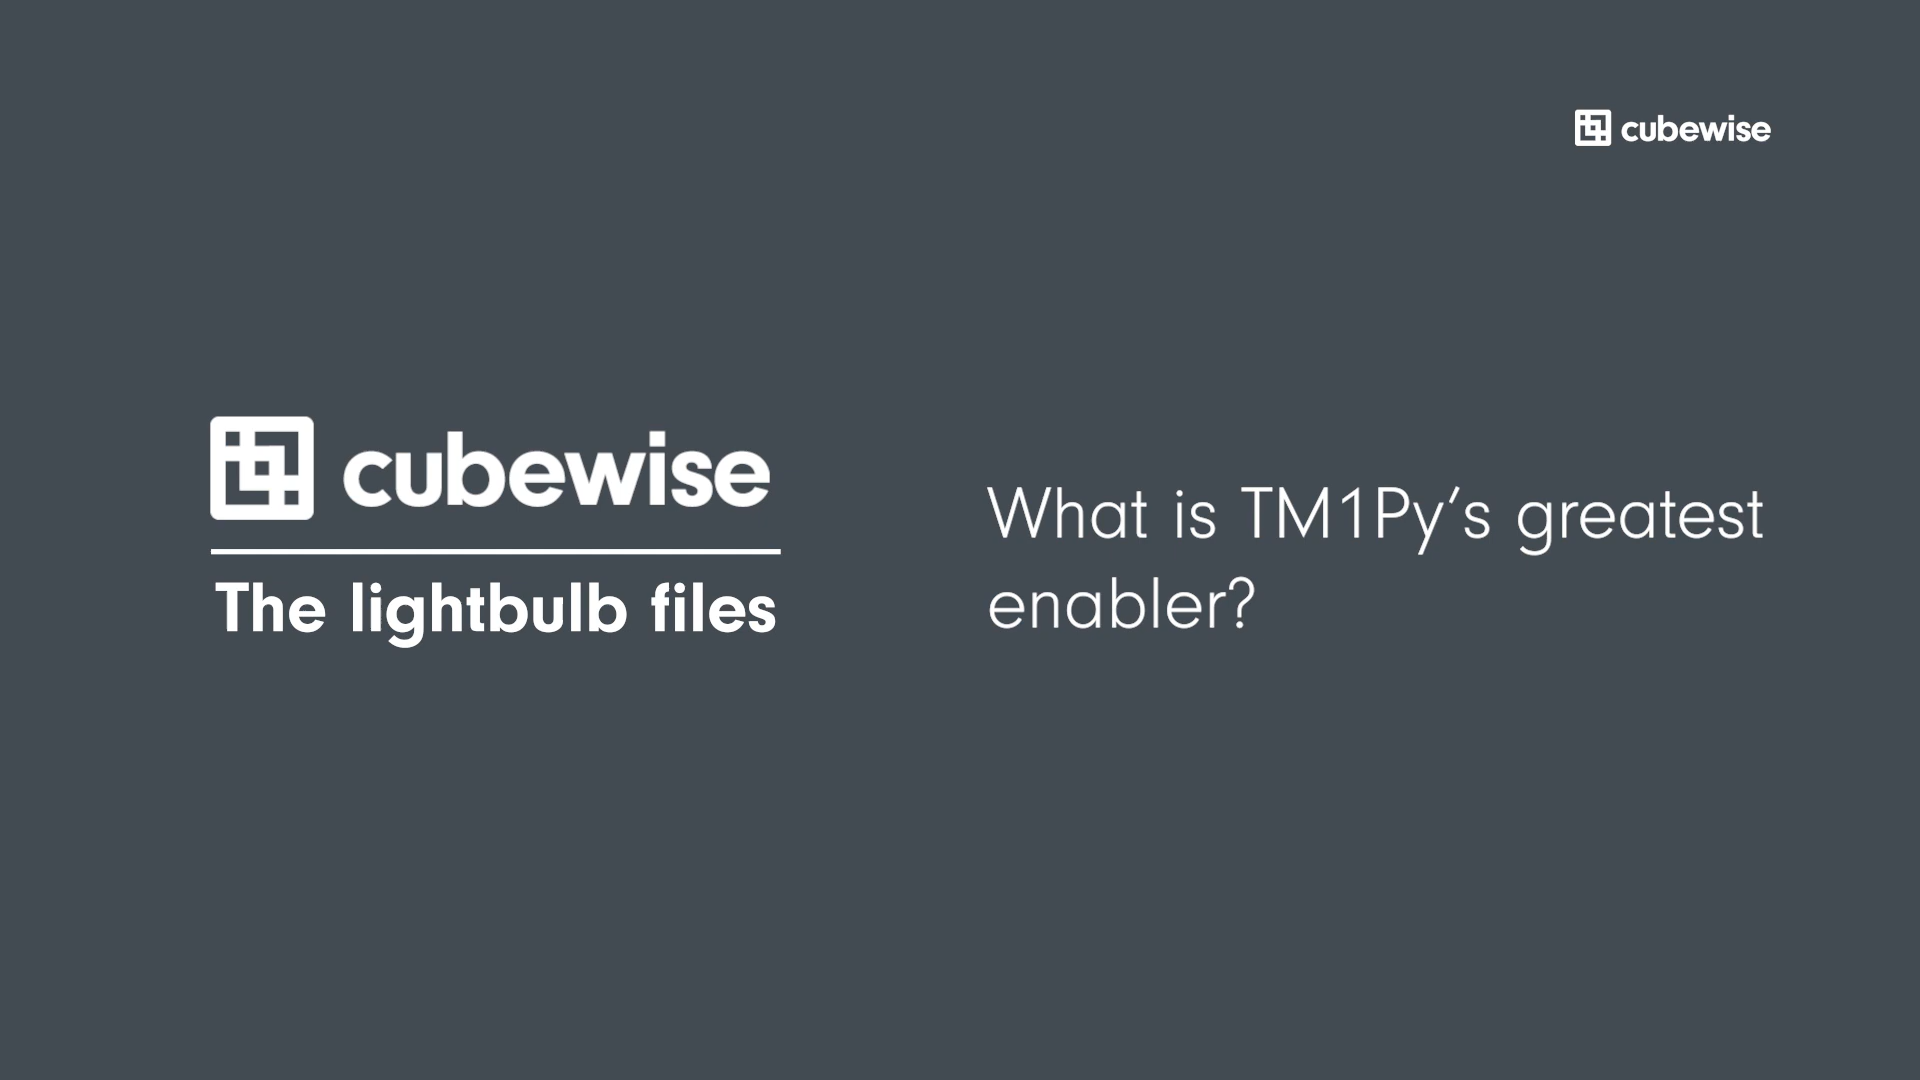 cubewise
cubewise
The lightbulb files
What is TM1Py’s greatest
enabler?